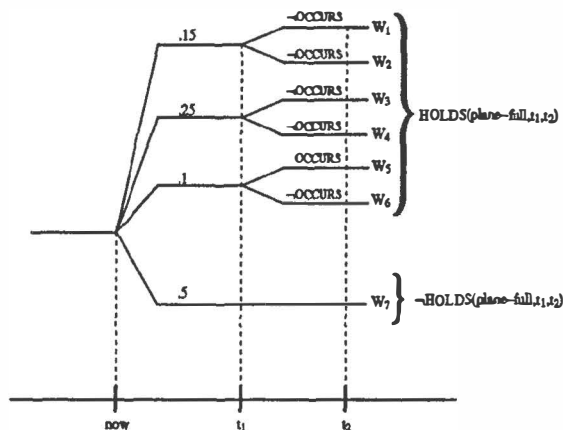 ¬OCCURS W₁
.15
¬OCCURS W₂
¬OCCURS W₃
.25
HOLDS(plane-full,t₁,t₂)
¬OCCURS W₄
OCCURS W₅
.1
¬OCCURS W₆
.5
W₇ ¬HOLDS(plane-full,t₁,t₂)
now t₁ t₂